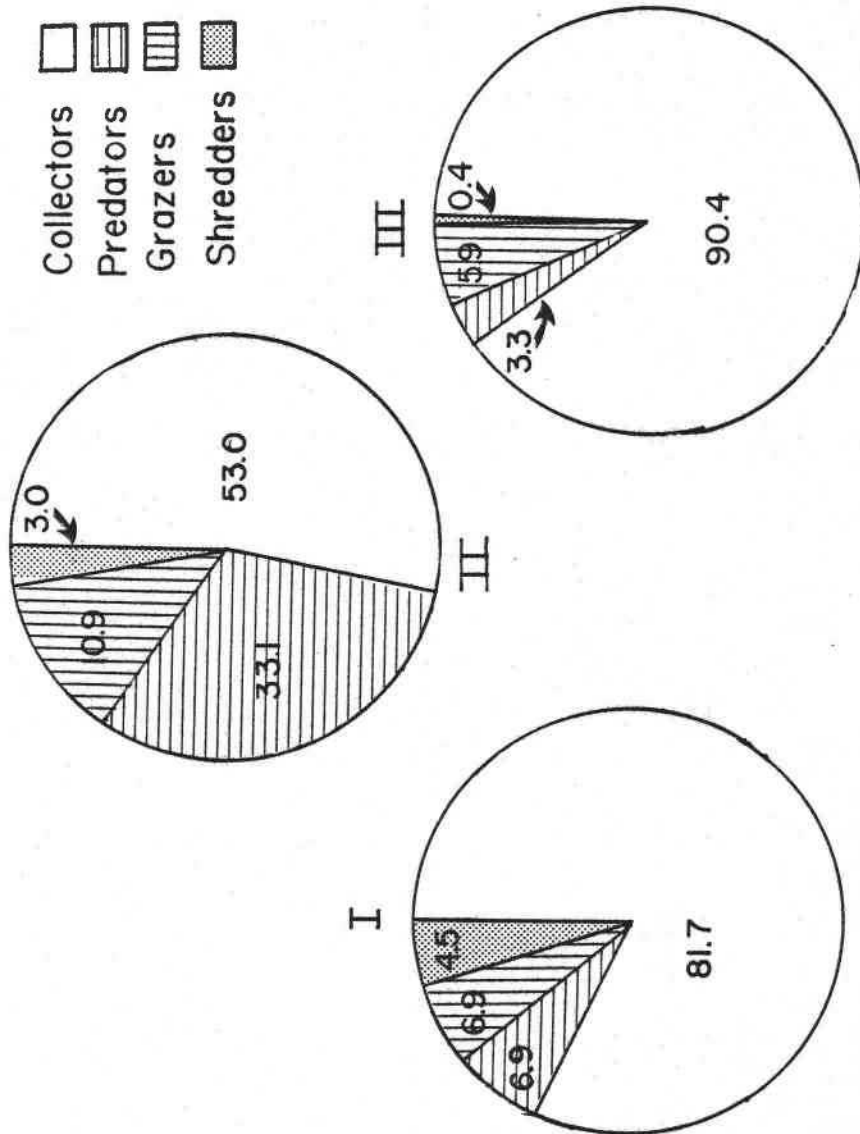 Collectors
Predators
Grazers
Shredders
I
4.5
6.9
6.9
81.7
II
3.0
10.9
33.1
53.0
III
0.4
5.9
3.3
90.4